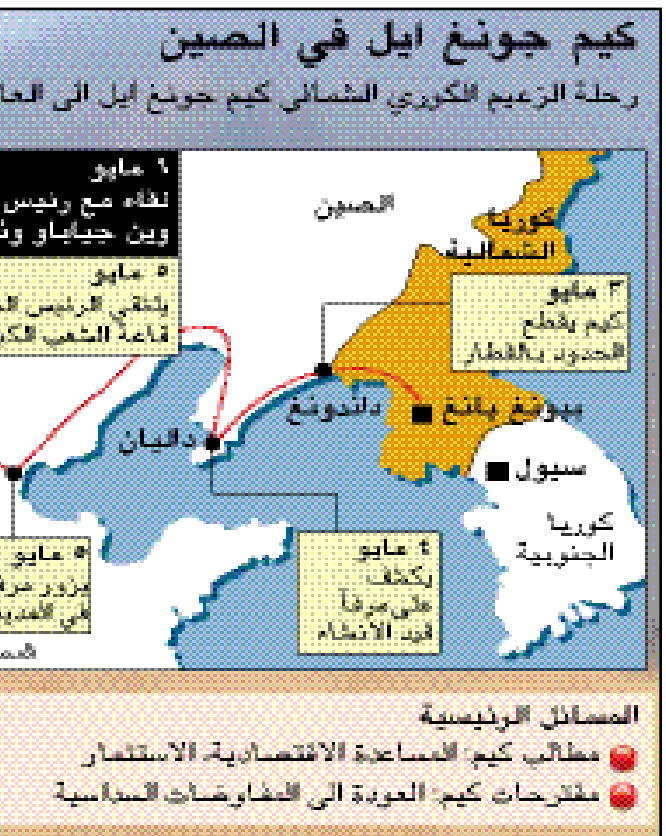 كيم جونغ ايل في الصين
رحلة الزعيم الكوري الشمالي كيم جونغ ايل الى
٦ مايو
لقاء مع رئيس
وين جياباو
٥ مايو
يلتقي الرئيس
قاعة الشعب
الصين
كوريا
الشمالية
٣ مايو
كيم يقطع
الحدود بالقطار
داندونغ
بيونغ يانغ
داليان
سيول
كوريا
الجنوبية
٥ مايو
يزور
في
٤ مايو
يكشف
على مرفأ
قيد الانشاء
المسائل الرئيسية
مطالب كيم: المساعدة الاقتصادية، الاستثمار
مقترحات كيم: العودة الى المفاوضات السداسية